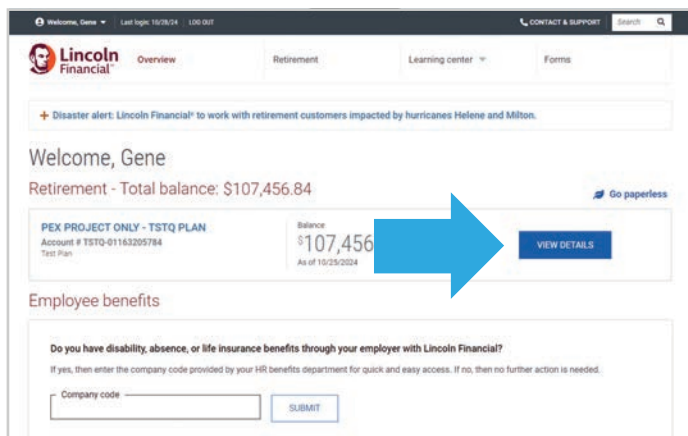 Welcome, Gene
Last login: 10/28/24
LOG OUT
CONTACT & SUPPORT
Search
Lincoln
Financial
Overview
Retirement
Learning center
Forms
+ Disaster alert: Lincoln Financial® to work with retirement customers impacted by hurricanes Helene and Milton.
Welcome, Gene
Retirement - Total balance: $107,456.84
Go paperless
PEX PROJECT ONLY - TSTQ PLAN
Account # TSTQ-01163205784
Test Plan
Balance
$107,456
As of 10/25/2024
VIEW DETAILS
Employee benefits
Do you have disability, absence, or life insurance benefits through your employer with Lincoln Financial?
If yes, then enter the company code provided by your HR benefits department for quick and easy access. If no, then no further action is needed.
Company code
SUBMIT